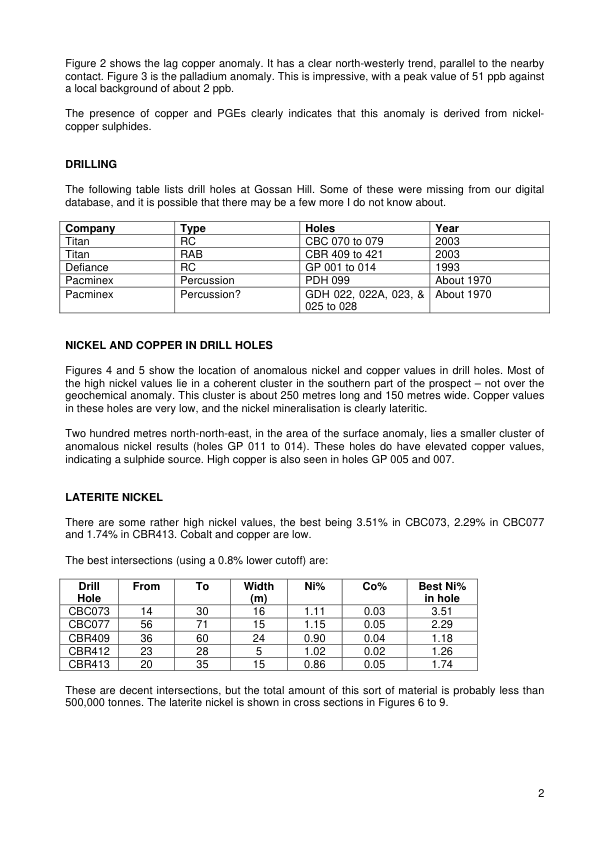 Figure 2 shows the lag copper anomaly. It has a clear north-westerly trend, parallel to the nearby
contact. Figure 3 is the palladium anomaly. This is impressive, with a peak value of 51 ppb against
a local background of about 2 ppb.
The presence of copper and PGEs clearly indicates that this anomaly is derived from nickel-
copper sulphides.
DRILLING
The following table lists drill holes at Gossan Hill. Some of these were missing from our digital
database, and it is possible that there may be a few more I do not know about.
Company Type Holes Year
Titan RC CBC 070 to 079 2003
Titan RAB CBR 409 to 421 2003
Defiance RC GP 001 to 014 1993
Pacminex Percussion PDH 099 About 1970
Pacminex Percussion? GDH 022, 022A, 023, & About 1970
025 to 028
NICKEL AND COPPER IN DRILL HOLES
Figures 4 and 5 show the location of anomalous nickel and copper values in drill holes. Most of
the high nickel values lie in a coherent cluster in the southern part of the prospect – not over the
geochemical anomaly. This cluster is about 250 metres long and 150 metres wide. Copper values
in these holes are very low, and the nickel mineralisation is clearly lateritic.
Two hundred metres north-north-east, in the area of the surface anomaly, lies a smaller cluster of
anomalous nickel results (holes GP 011 to 014). These holes do have elevated copper values,
indicating a sulphide source. High copper is also seen in holes GP 005 and 007.
LATERITE NICKEL
There are some rather high nickel values, the best being 3.51% in CBC073, 2.29% in CBC077
and 1.74% in CBR413. Cobalt and copper are low.
The best intersections (using a 0.8% lower cutoff) are:
Drill From To Width Ni% Co% Best Ni%
Hole (m) in hole
CBC073 14 30 16 1.11 0.03 3.51
CBC077 56 71 15 1.15 0.05 2.29
CBR409 36 60 24 0.90 0.04 1.18
CBR412 23 28 5 1.02 0.02 1.26
CBR413 20 35 15 0.86 0.05 1.74
These are decent intersections, but the total amount of this sort of material is probably less than
500,000 tonnes. The laterite nickel is shown in cross sections in Figures 6 to 9.
2